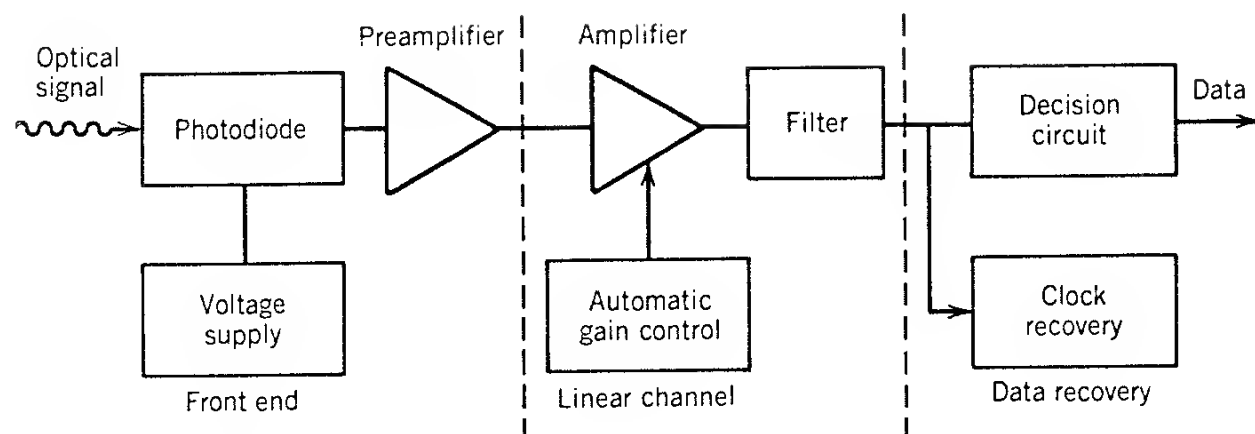 Optical
signal
Photodiode
Preamplifier
Voltage
supply
Front end
Amplifier
Filter
Automatic
gain control
Linear channel
Decision
circuit
Data
Clock
recovery
Data recovery